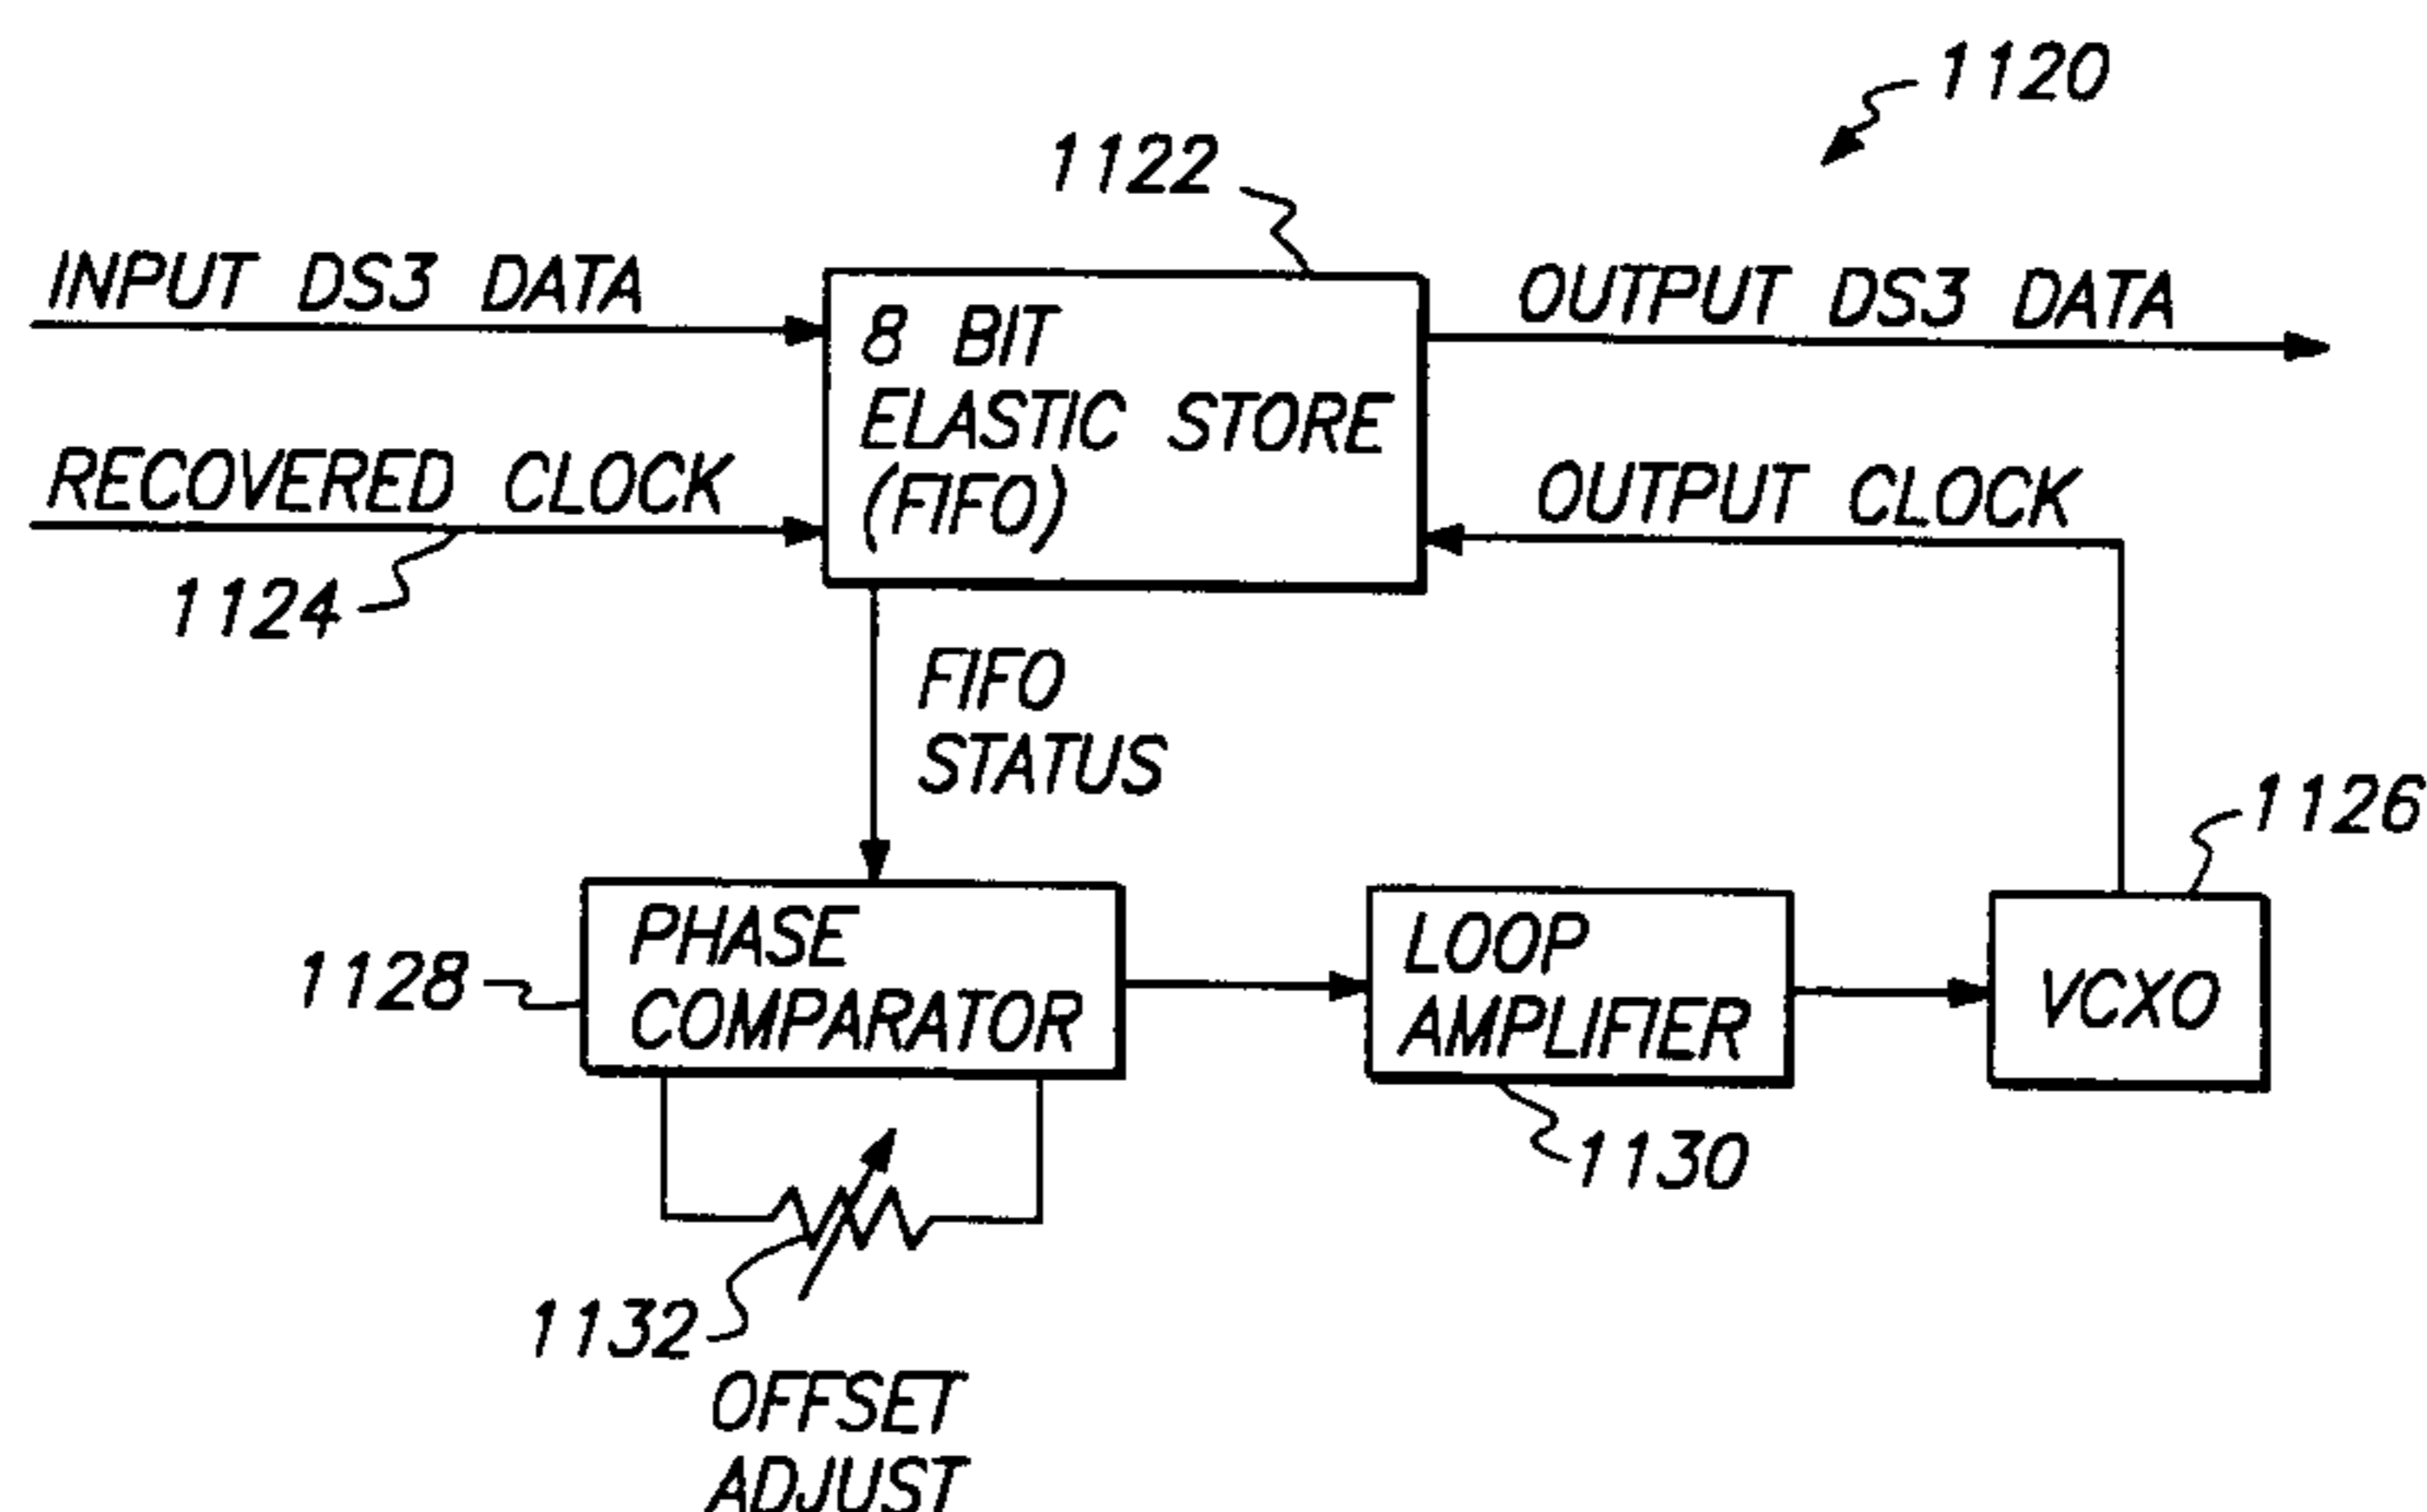 1120
1122
INPUT DS3 DATA
8 BIT
ELASTIC STORE
(FIFO)
OUTPUT DS3 DATA
RECOVERED CLOCK
OUTPUT CLOCK
1124
FIFO
STATUS
1126
PHASE
COMPARATOR
1128
LOOP
AMPLIFIER
VCXO
1130
1132
OFFSET
ADJUST